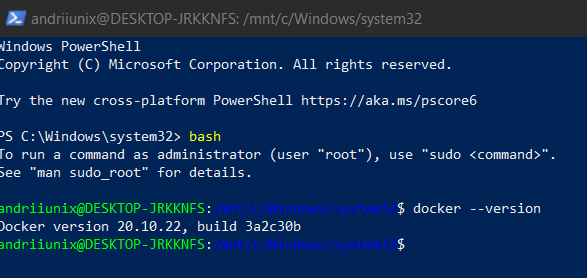 andriiunix@DESKTOP-JRKKNFS: /mnt/c/Windows/system32
Windows PowerShell
Copyright (C) Microsoft Corporation. All rights reserved.
Try the new cross-platform PowerShell https://aka.ms/pscore6
PS C:\Windows\system32> bash
To run a command as administrator (user "root"), use "sudo <command>".
See "man sudo_root" for details.
andriiunix@DESKTOP-JRKKNFS:/mnt/c/Windows/system32$ docker --version
Docker version 20.10.22, build 3a2c30b
andriiunix@DESKTOP-JRKKNFS:/mnt/c/Windows/system32$